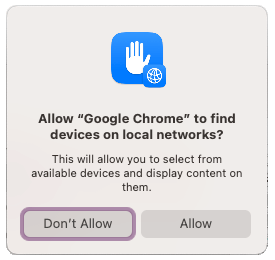 Allow “Google Chrome” to find
devices on local networks?
This will allow you to select from
available devices and display content on
them.
Don’t Allow
Allow